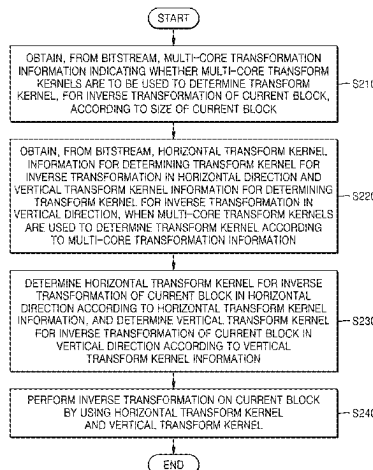 START
OBTAIN, FROM BITSTREAM, MULTI-CORE TRANSFORMATION
INFORMATION INDICATING WHETHER MULTI-CORE TRANSFORM
KERNELS ARE TO BE USED TO DETERMINE TRANSFORM
KERNEL, FOR INVERSE TRANSFORMATION OF CURRENT BLOCK,
ACCORDING TO SIZE OF CURRENT BLOCK
S210
OBTAIN, FROM BITSTREAM, HORIZONTAL TRANSFORM KERNEL
INFORMATION FOR DETERMINING TRANSFORM KERNEL FOR
INVERSE TRANSFORMATION IN HORIZONTAL DIRECTION AND
VERTICAL TRANSFORM KERNEL INFORMATION FOR DETERMINING
TRANSFORM KERNEL FOR INVERSE TRANSFORMATION IN
VERTICAL DIRECTION, WHEN MULTI-CORE TRANSFORM KERNELS
ARE USED TO DETERMINE TRANSFORM KERNEL ACCORDING
TO MULTI-CORE TRANSFORMATION INFORMATION
S220
DETERMINE HORIZONTAL TRANSFORM KERNEL FOR INVERSE
TRANSFORMATION OF CURRENT BLOCK IN HORIZONTAL
DIRECTION ACCORDING TO HORIZONTAL TRANSFORM KERNEL
INFORMATION, AND DETERMINE VERTICAL TRANSFORM KERNEL
FOR INVERSE TRANSFORMATION OF CURRENT BLOCK IN
VERTICAL DIRECTION ACCORDING TO VERTICAL
TRANSFORM KERNEL INFORMATION
S230
PERFORM INVERSE TRANSFORMATION ON CURRENT BLOCK
BY USING HORIZONTAL TRANSFORM KERNEL
AND VERTICAL TRANSFORM KERNEL
S240
END